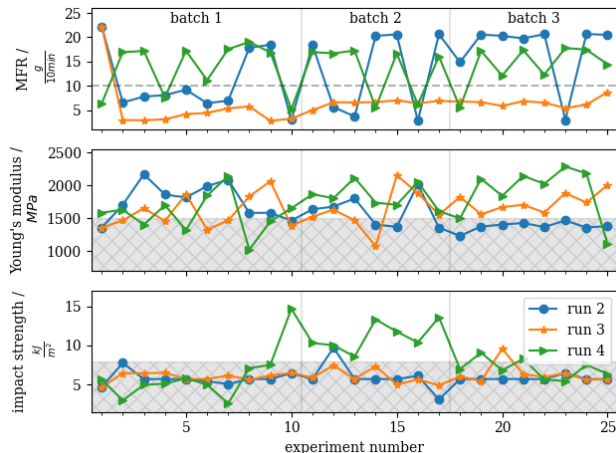 batch 1 batch 2 batch 3
MFR / g/10min
25
20
15
10
5
Young's modulus / MPa
2500
2000
1500
1000
impact strength / kJ/m²
15
10
5
run 2
run 3
run 4
5 10 15 20 25
experiment number